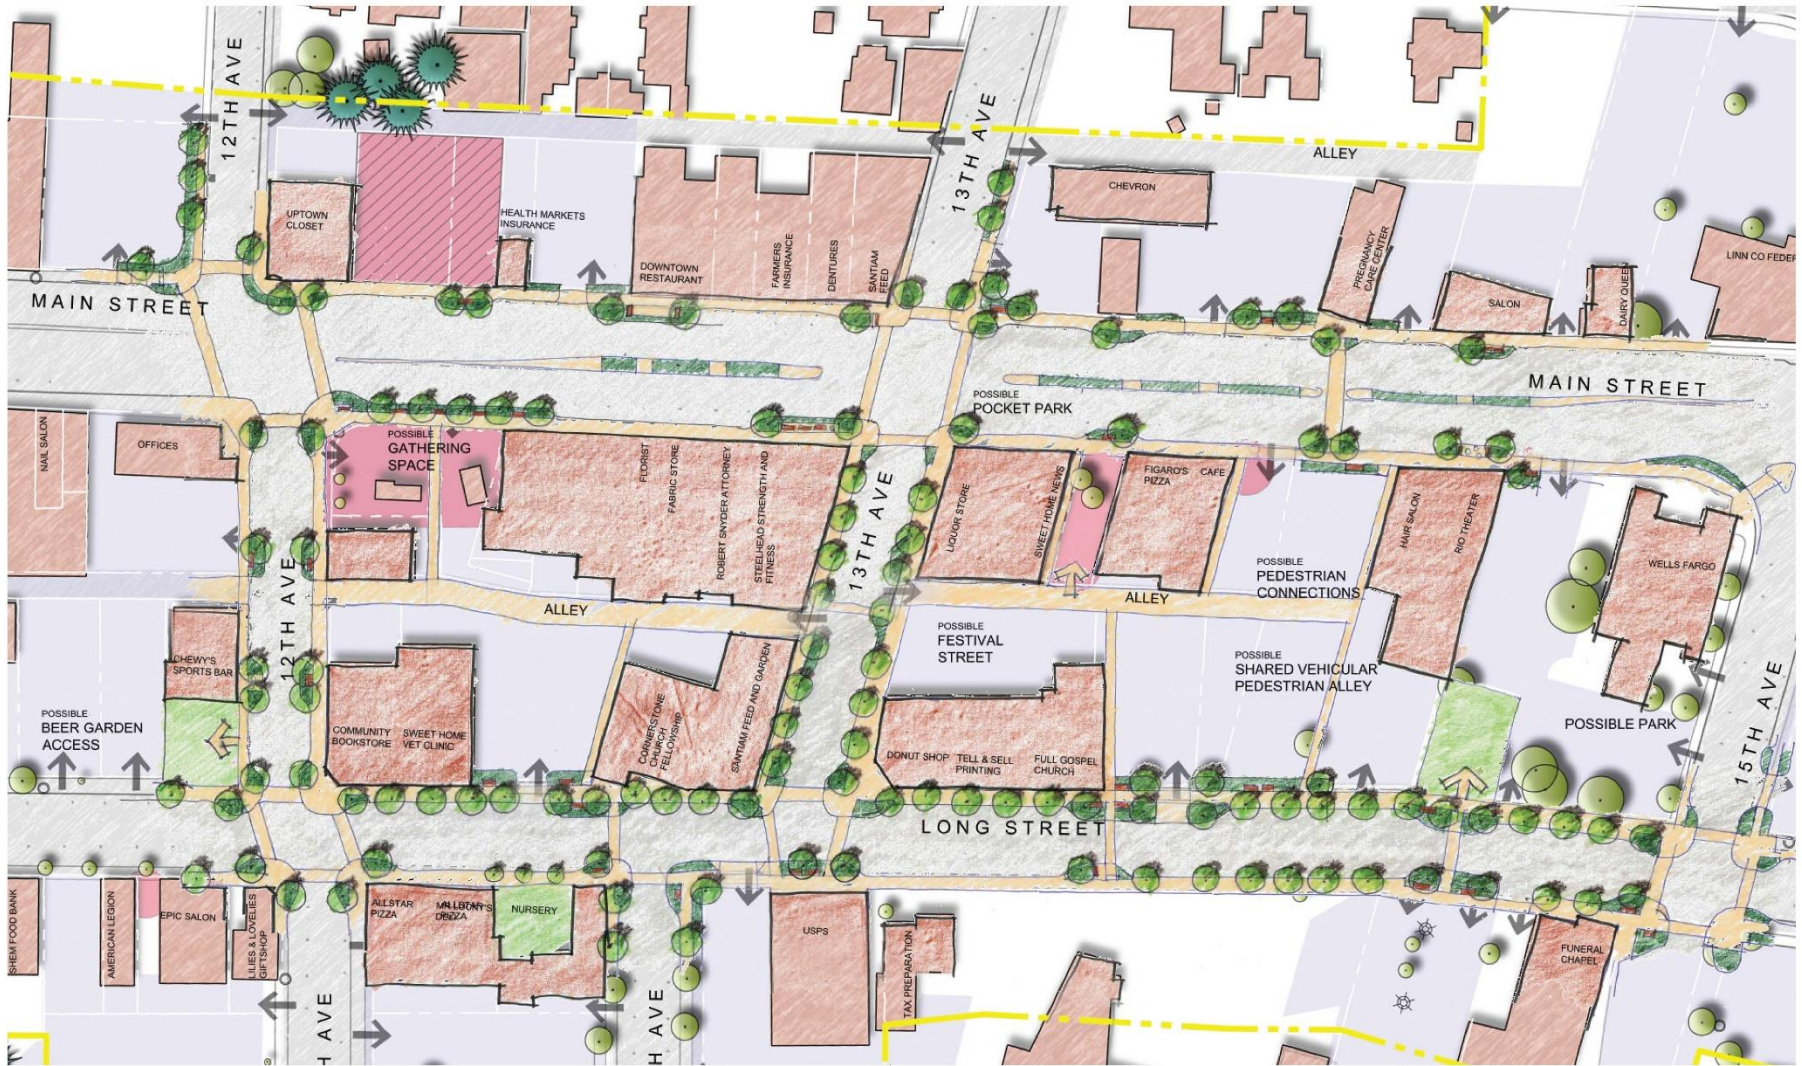 12TH AVE
13TH AVE
ALLEY
CHEVRON
UPTOWN
CLOSET
HEALTH MARKETS
INSURANCE
DOWNTOWN
RESTAURANT
FARMERS
INSURANCE
DENTURES
SANTIAM
FEED
PREGNANCY
CARE CENTER
SALON
DAIRY QUEEN
LINN CO FEDER
MAIN STREET
MAIN STREET
POSSIBLE
POCKET PARK
NAIL SALON
OFFICES
POSSIBLE
GATHERING
SPACE
FLORIST
FABRIC STORE
ROBERT SNYDER ATTORNEY
STEELHEAD STRENGTH AND
FITNESS
13TH AVE
LIQUOR STORE
SWEET HOME NEWS
FIGARO'S
PIZZA
CAFE
HAIR SALON
RIO THEATER
WELLS FARGO
POSSIBLE
PEDESTRIAN
CONNECTIONS
12TH AVE
ALLEY
ALLEY
POSSIBLE
FESTIVAL
STREET
POSSIBLE
SHARED VEHICULAR
PEDESTRIAN ALLEY
CHEWY'S
SPORTS BAR
POSSIBLE
BEER GARDEN
ACCESS
COMMUNITY
BOOKSTORE
SWEET HOME
VET CLINIC
CORNERSTONE
CHURCH
FELLOWSHIP
SANTIAM FEED AND GARDEN
DONUT SHOP
TELL & SELL
PRINTING
FULL GOSPEL
CHURCH
POSSIBLE PARK
15TH AVE
LONG STREET
SHEM FOOD BANK
AMERICAN LEGION
EPIC SALON
LILIES & LOVELIES
GIFTSHOP
ALLSTAR
PIZZA
ALLSTAR
PIZZA
NURSERY
USPS
TAX PREPARATION
FUNERAL
CHAPEL
H AVE
H AVE